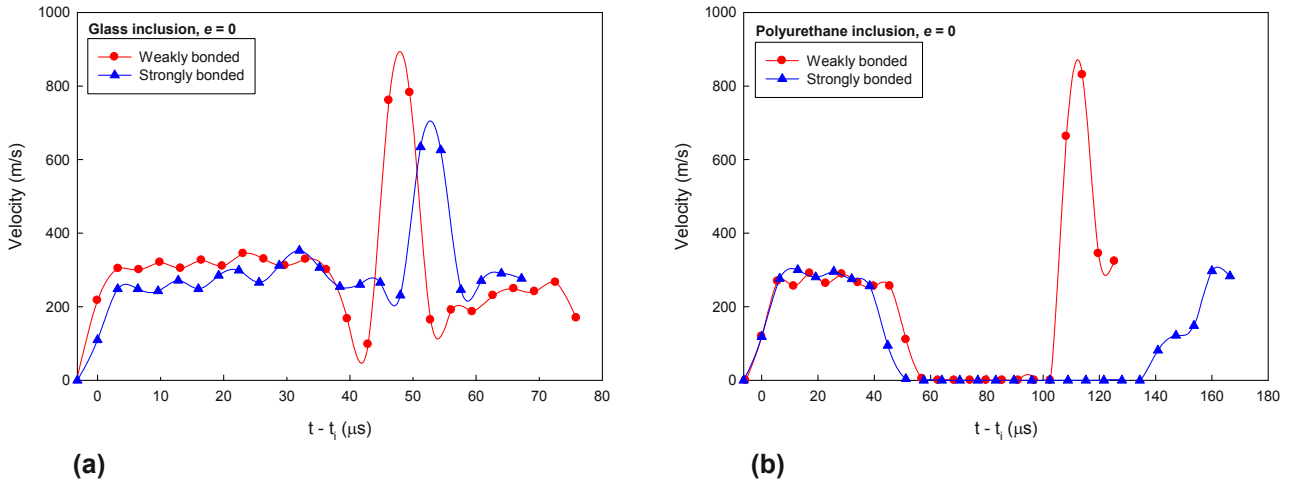 Glass inclusion, e = 0
Weakly bonded
Strongly bonded
Velocity (m/s)
1000
800
600
400
200
0
0 10 20 30 40 50 60 70 80
t - ti (μs)
(a)
Polyurethane inclusion, e = 0
Weakly bonded
Strongly bonded
Velocity (m/s)
1000
800
600
400
200
0
0 20 40 60 80 100 120 140 160 180
t - ti (μs)
(b)